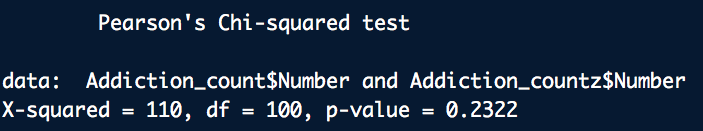 Pearson's Chi-squared test
data:  Addiction_count$Number and Addiction_countz$Number
X-squared = 110, df = 100, p-value = 0.2322